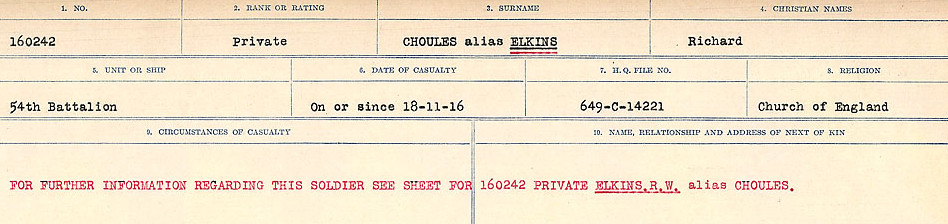 1. NO. 2. RANK OR RATING 3. SURNAME 4. CHRISTIAN NAMES
160242 Private CHOULES alias ELKINS Richard
5. UNIT OR SHIP 6. DATE OF CASUALTY 7. H.Q. FILE NO. 8. RELIGION
54th Battalion On or since 18-11-16 649-C-14221 Church of England
9. CIRCUMSTANCES OF CASUALTY 10. NAME, RELATIONSHIP AND ADDRESS OF NEXT OF KIN
FOR FURTHER INFORMATION REGARDING THIS SOLDIER SEE SHEET FOR 160242 PRIVATE ELKINS.R.W. alias CHOULES.